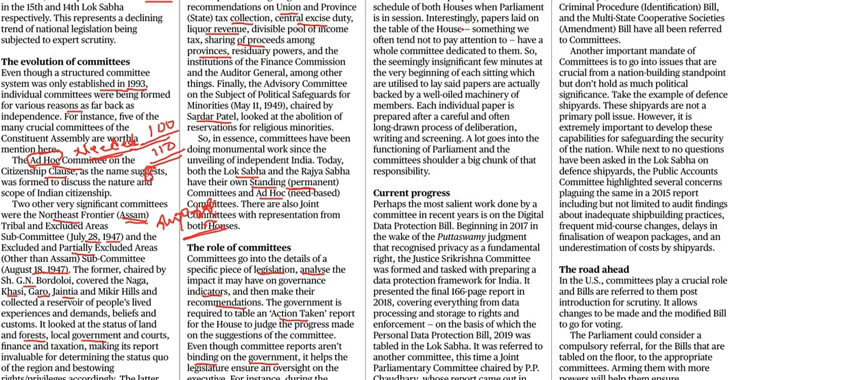 in the 15th and 14th Lok Sabha
respectively. This represents a declining
trend of national legislation being
subjected to expert scrutiny.
The evolution of committees
Even though a structured committee
system was only established in 1993,
individual committees were being formed
for various reasons as far back as
independence. For instance, five of the
many crucial committees of the
Constituent Assembly are worthla
mention here.
The Ad Hoc Committee on the
Citizenship Clause, as the name suggests,
was formed to discuss the nature and
scope of Indian citizenship.
Two other very significant committees
were the Northeast Frontier (Assam)
Tribal and Excluded Areas
Sub-Committee (July 28, 1947) and the
Excluded and Partially Excluded Areas
(Other than Assam) Sub-Committee
(August 18, 1947). The former, chaired by
Sh. G.N. Bordoloi, covered the Naga,
Khasi, Garo, Jaintia and Mikir Hills and
collected a reservoir of people's lived
experiences and demands, beliefs and
customs. It looked at the status of land
and forests, local government and courts,
finance and taxation, making its report
invaluable for determining the status quo
of the region and bestowing
rights/privileges accordingly. The latter
recommendations on Union and Province
(State) tax collection, central excise duty,
liquor revenue, divisible pool of income
tax, sharing of proceeds among
provinces, residuary powers, and the
institutions of the Finance Commission
and the Auditor General, among other
things. Finally, the Advisory Committee
on the Subject of Political Safeguards for
Minorities (May 11, 1949), chaired by
Sardar Patel, looked at the abolition of
reservations for religious minorities.
So, in essence, committees have been
doing monumental work since the
unveiling of independent India. Today,
both the Lok Sabha and the Rajya Sabha
have their own Standing (permanent)
Committees and Ad Hoc (need-based)
Committees. There are also Joint
Committees with representation from
both Houses.
The role of committees
Committees go into the details of a
specific piece of legislation, analyse the
impact it may have on governance
indicators, and then make their
recommendations. The government is
required to table an 'Action Taken' report
for the House to judge the progress made
on the suggestions of the committee.
Even though committee reports aren't
binding on the government, it helps the
legislature ensure an oversight on the
executive. For instance, during the
100
110
schedule of both Houses when Parliament
is in session. Interestingly, papers laid on
the table of the House – something we
often tend not to pay attention to – have a
whole committee dedicated to them. So,
the seemingly insignificant few minutes at
the very beginning of each sitting which
are utilised to lay said papers are actually
backed by a well-oiled machinery of
members. Each individual paper is
prepared after a careful and often
long-drawn process of deliberation,
writing and screening. A lot goes into the
functioning of Parliament and the
committees shoulder a big chunk of that
responsibility.
Current progress
Perhaps the most salient work done by a
committee in recent years is on the Digital
Data Protection Bill. Beginning in 2017 in
the wake of the Puttaswamy judgment
that recognised privacy as a fundamental
right, the Justice Srikrishna Committee
was formed and tasked with preparing a
data protection framework for India. It
presented the final 166-page report in
2018, covering everything from data
processing and storage to rights and
enforcement – on the basis of which the
Personal Data Protection Bill, 2019 was
tabled in the Lok Sabha. It was referred to
another committee, this time a Joint
Parliamentary Committee chaired by P.P.
Chaudhary, whose report came out in
Criminal Procedure (Identification) Bill,
and the Multi-State Cooperative Societies
(Amendment) Bill have all been referred
to Committees.
Another important mandate of
Committees is to go into issues that are
crucial from a nation-building standpoint
but don't hold as much political
significance. Take the example of defence
shipyards. These shipyards are not a
primary poll issue. However, it is
extremely important to develop these
capabilities for safeguarding the security
of the nation. While next to no questions
have been asked in the Lok Sabha on
defence shipyards, the Public Accounts
Committee highlighted several concerns
plaguing the same in a 2015 report
including but not limited to audit findings
about inadequate shipbuilding practices,
frequent mid-course changes, delays in
finalisation of weapon packages, and an
underestimation of costs by shipyards.
The road ahead
In the U.S., committees play a crucial role
and Bills are referred to them post
introduction for scrutiny. It allows
changes to be made and the modified Bill
to go for voting.
The Parliament could consider a
compulsory referral, for the Bills that are
tabled on the floor, to the appropriate
committees. Arming them with more
powers will help them ensure